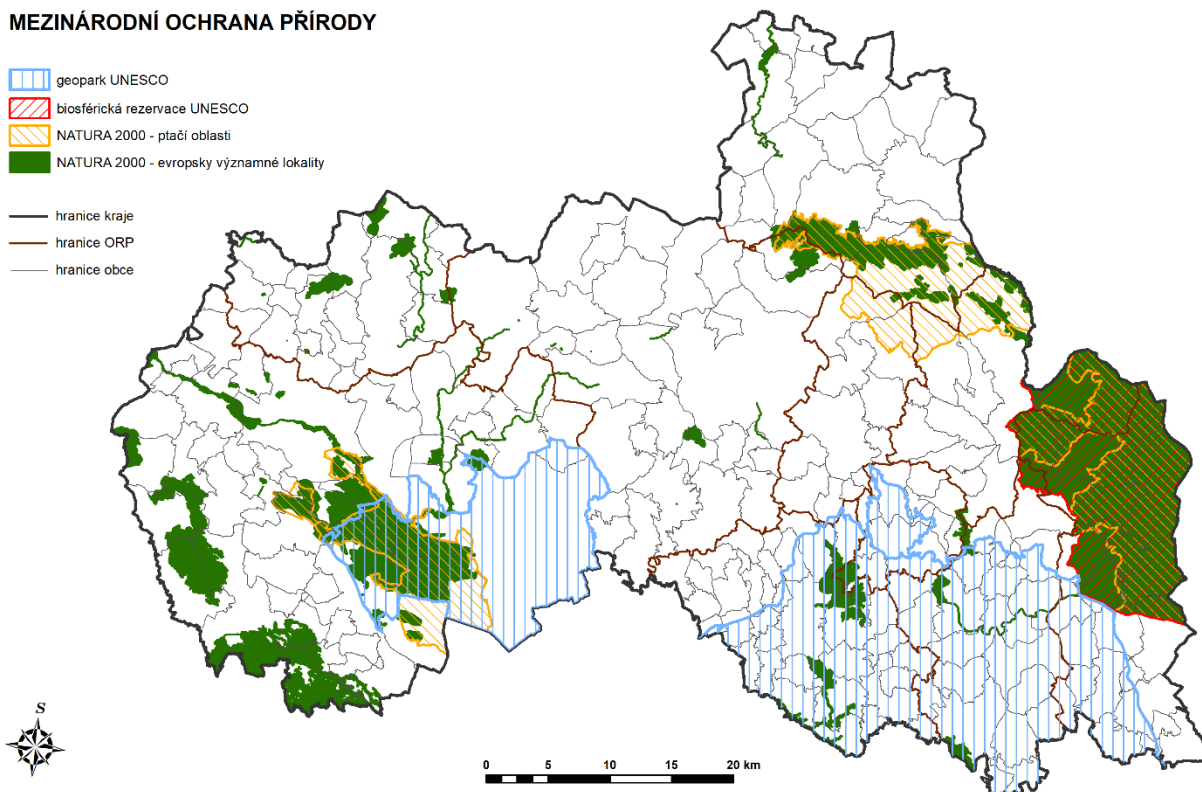 MEZINÁRODNÍ OCHRANA PŘÍRODY
geopark UNESCO
biosférická rezervace UNESCO
NATURA 2000 - ptačí oblasti
NATURA 2000 - evropsky významné lokality
hranice kraje
hranice ORP
hranice obce
S
0 5 10 15 20 km